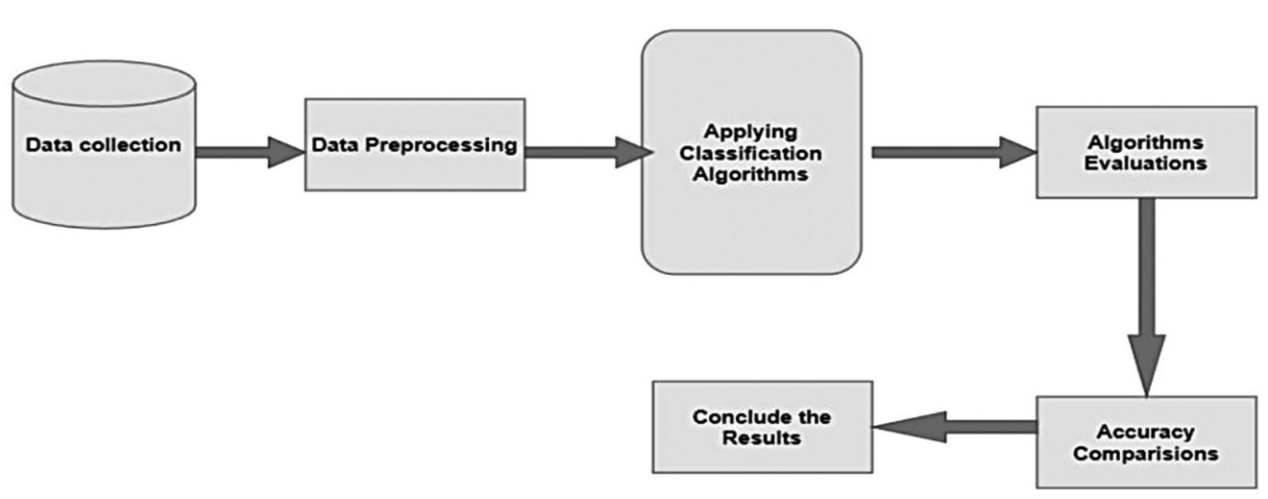 Data collection
Data Preprocessing
Applying
Classification
Algorithms
Algorithms
Evaluations
Accuracy
Comparisions
Conclude the
Results